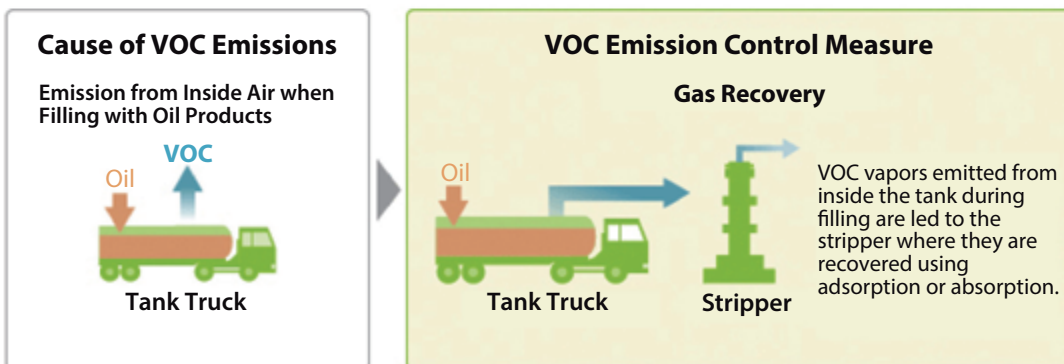 Cause of VOC Emissions
Emission from Inside Air when
Filling with Oil Products
VOC
Oil
Tank Truck
VOC Emission Control Measure
Gas Recovery
Oil
Tank Truck
Stripper
VOC vapors emitted from
inside the tank during
filling are led to the
stripper where they are
recovered using
adsorption or absorption.